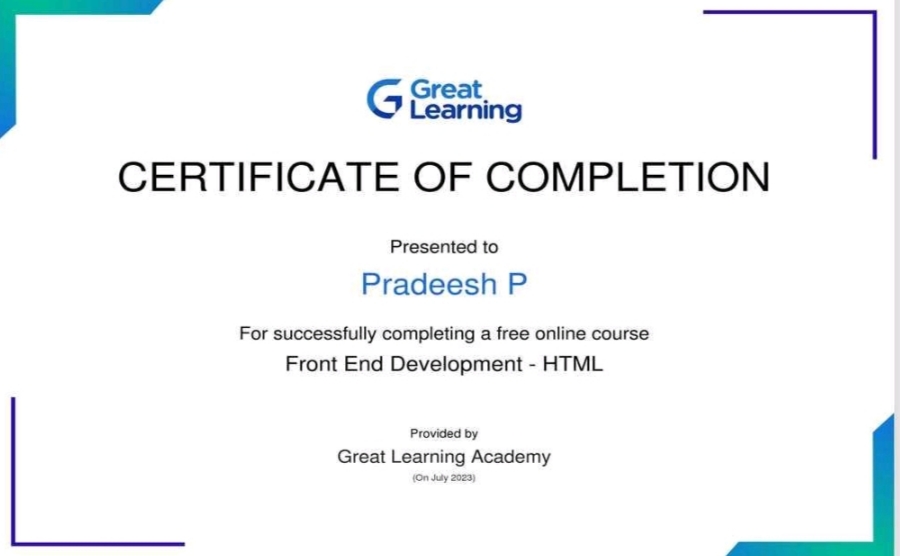 Great
Learning
CERTIFICATE OF COMPLETION
Presented to
Pradeesh P
For successfully completing a free online course
Front End Development - HTML
Provided by
Great Learning Academy
(On July 2023)